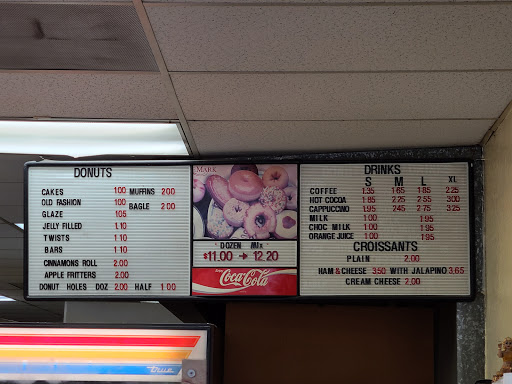 DONUTS
CAKES 1.00 MUFFINS 2.00
OLD FASHION 1.00 BAGLE 2.00
GLAZE 1.05
JELLY FILLED 1.10
TWISTS 1.10
BARS 1.10
CINNAMONS ROLL 2.00
APPLE FRITTERS 2.00
DONUT HOLES DOZ 2.00 HALF 1.00
MARK
DOZEN MIX
$11.00 → 12.20
Coca-Cola
DRINKS
S M L XL
COFFEE 1.35 1.65 1.85 2.25
HOT COCOA 1.85 2.25 2.55 3.00
CAPPUCCINO 1.95 2.45 2.75 3.25
MILK 1.00 1.95
CHOC MILK 1.00 1.95
ORANGE JUICE 1.00 1.95
CROISSANTS
PLAIN 2.00
HAM & CHEESE 3.50 WITH JALAPINO 3.65
CREAM CHEESE 2.00
true